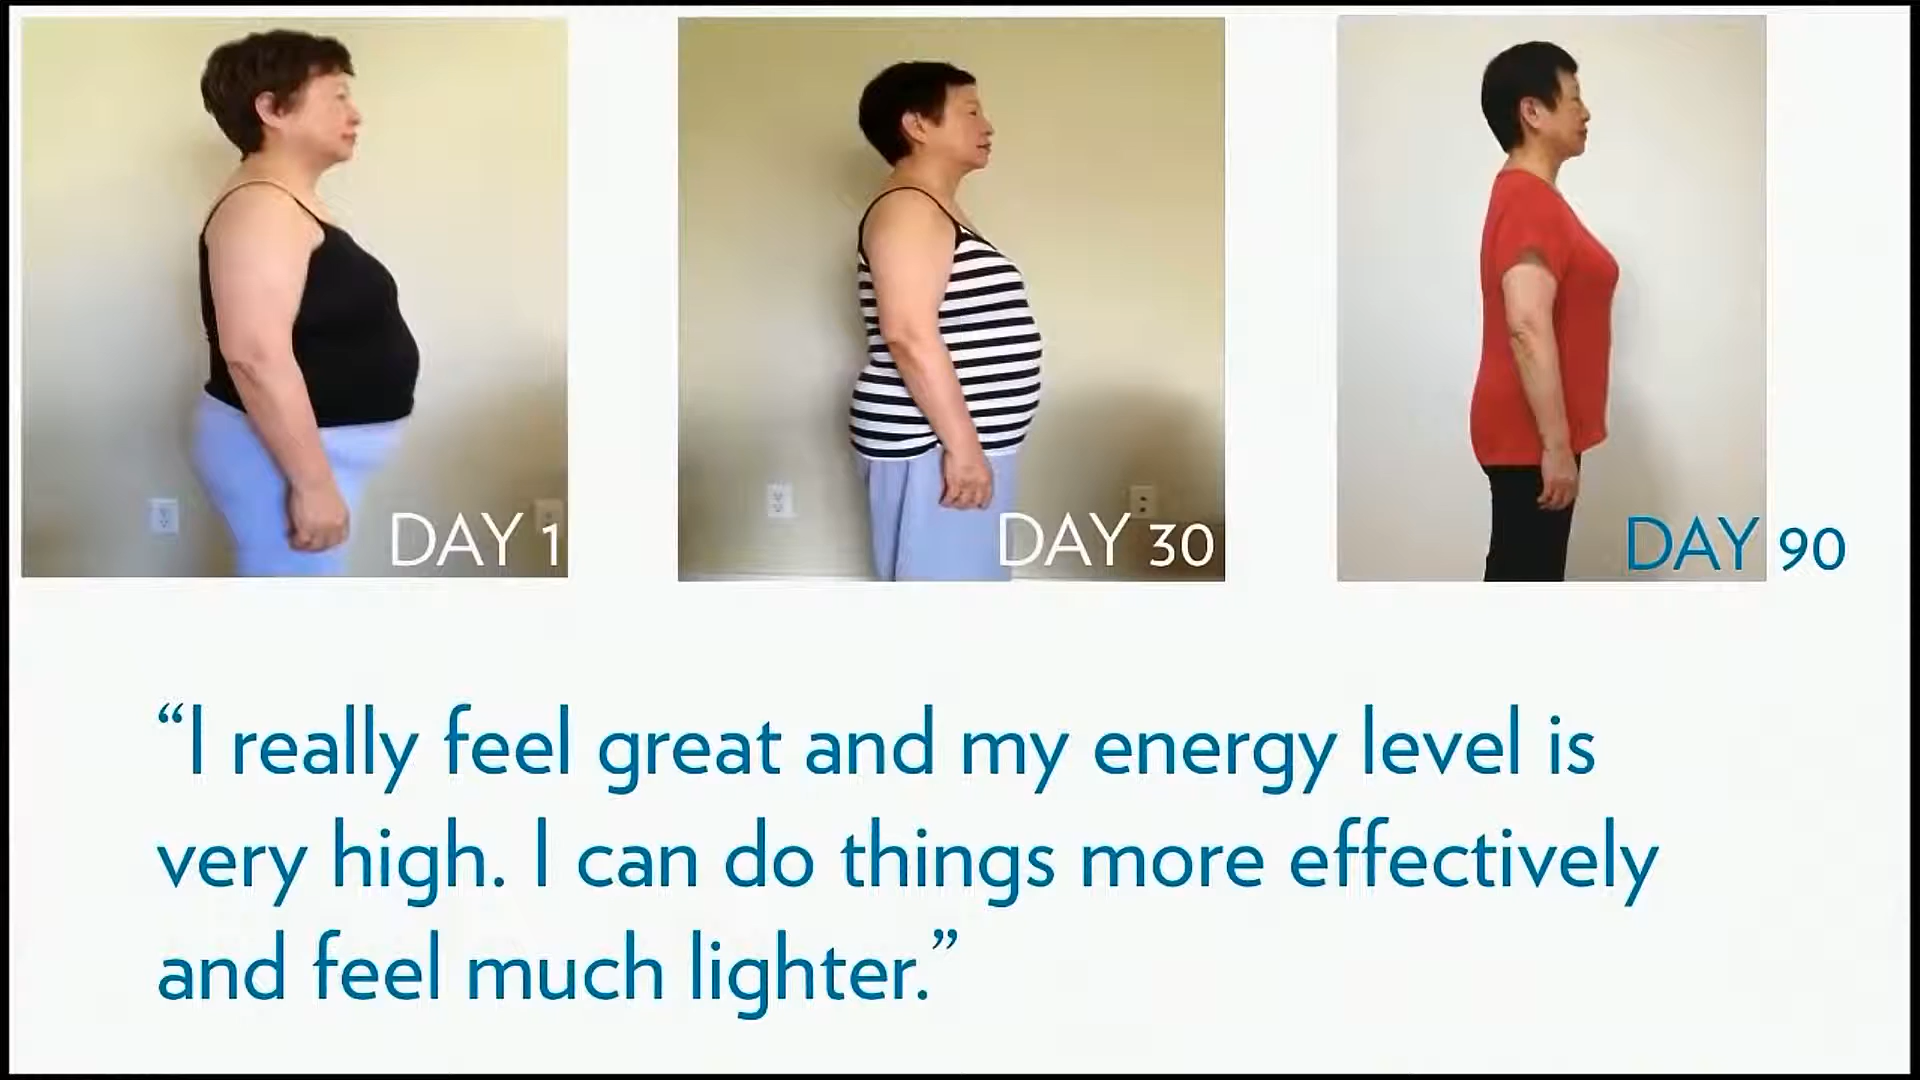 DAY 1
DAY 30
DAY 90
“I really feel great and my energy level is
very high. I can do things more effectively
and feel much lighter.”